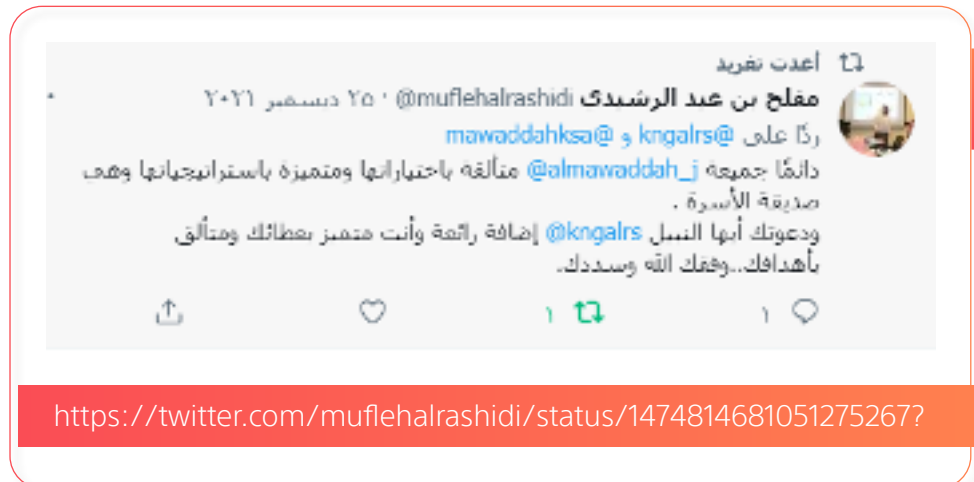 أعدت تغريد
مفلح بن عبد الرشيدي @muflehalrashidi · ٢٥ ديسمبر ٢٠٢١
ردًا على @kngalrs و @mawaddahksa
دائمًا جميعة @almawaddah_j متألقة باختياراتها ومتميزة باستراتيجياتها وهي
صديقة الأسرة .
ودعوتك أيها النبيل @kngalrs إضافة رائعة وأنت متميز بعطائك ومتألق
بأهدافك..وفقك الله وسددك.
١ ١
https://twitter.com/muflehalrashidi/status/1474814681051275267?